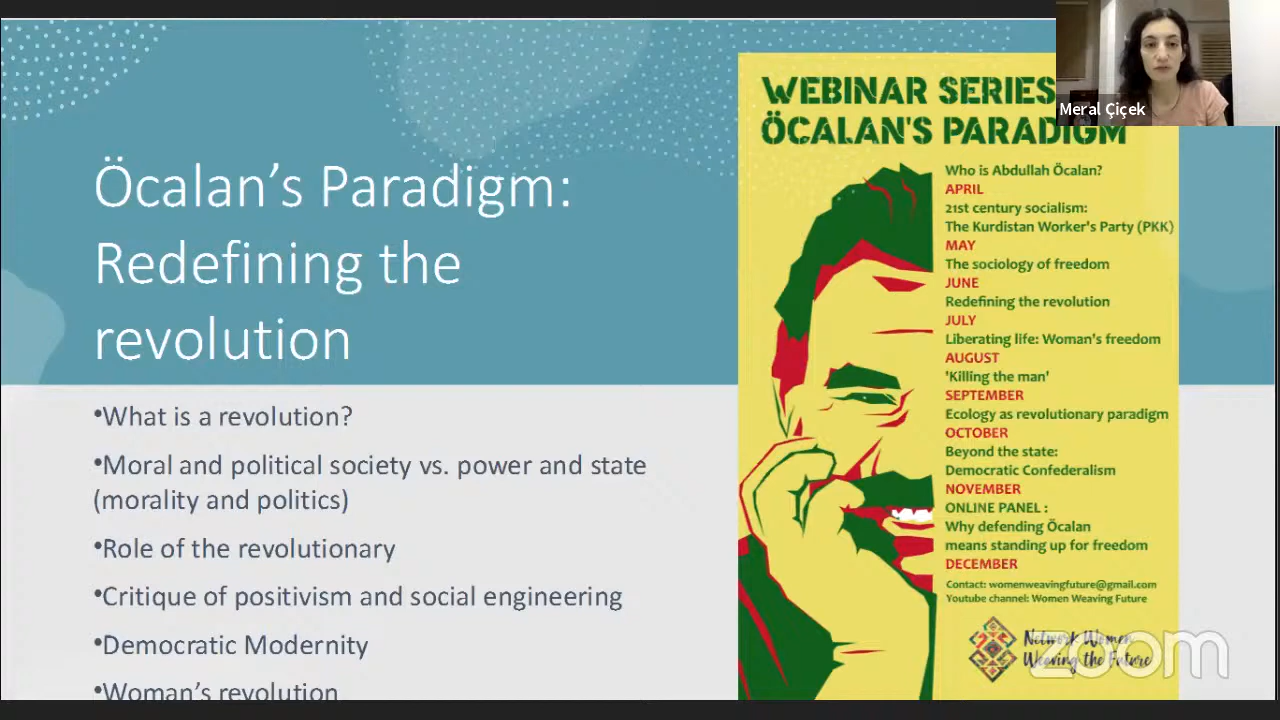 Öcalan’s Paradigm:
Redefining the
revolution
•What is a revolution?
•Moral and political society vs. power and state
(morality and politics)
•Role of the revolutionary
•Critique of positivism and social engineering
•Democratic Modernity
•Woman’s revolution
WEBINAR SERIES
ÖCALAN'S PARADIGM
Who is Abdullah Öcalan?
APRIL
21st century socialism:
The Kurdistan Worker's Party (PKK)
MAY
The sociology of freedom
JUNE
Redefining the revolution
JULY
Liberating life: Woman's freedom
AUGUST
'Killing the man'
SEPTEMBER
Ecology as revolutionary paradigm
OCTOBER
Beyond the state:
Democratic Confederalism
NOVEMBER
ONLINE PANEL :
Why defending Öcalan
means standing up for freedom
DECEMBER
Contact: womenweavingfuture@gmail.com
Youtube channel: Women Weaving Future
Network Women
Weaving the Future
zoom
Meral Çiçek